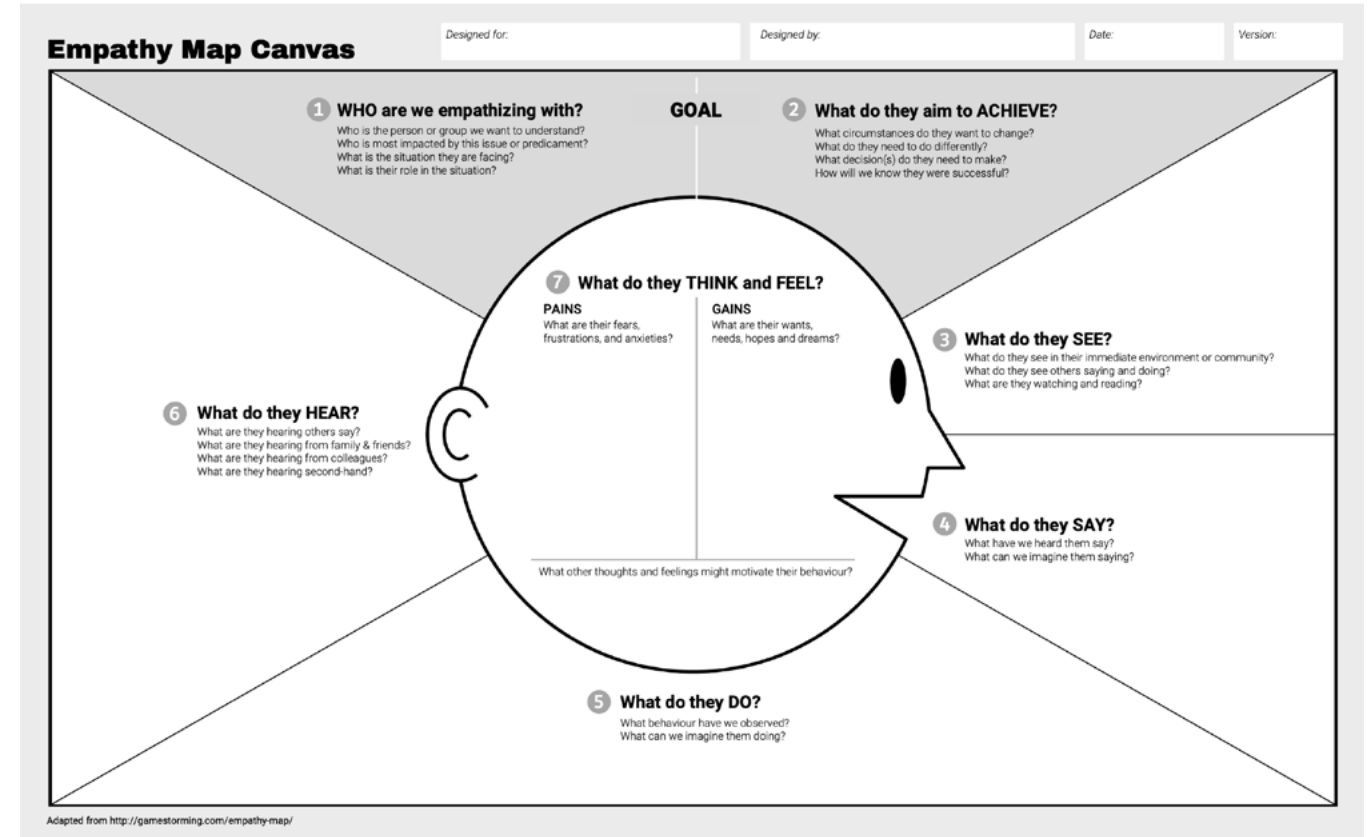 Empathy Map Canvas
Designed for:
Designed by:
Date:
Version:
1 WHO are we empathizing with?
Who is the person or group we want to understand?
Who is most impacted by this issue or predicament?
What is the situation they are facing?
What is their role in the situation?
GOAL
2 What do they aim to ACHIEVE?
What circumstances do they want to change?
What do they need to do differently?
What decision(s) do they need to make?
How will we know they were successful?
3 What do they SEE?
What do they see in their immediate environment or community?
What do they see others saying and doing?
What are they watching and reading?
4 What do they SAY?
What have we heard them say?
What can we imagine them saying?
5 What do they DO?
What behaviour have we observed?
What can we imagine them doing?
6 What do they HEAR?
What are they hearing others say?
What are they hearing from family & friends?
What are they hearing from colleagues?
What are they hearing second-hand?
7 What do they THINK and FEEL?
PAINS
What are their fears,
frustrations, and anxieties?
GAINS
What are their wants,
needs, hopes and dreams?
What other thoughts and feelings might motivate their behaviour?
Adapted from http://gamestorming.com/empathy-map/